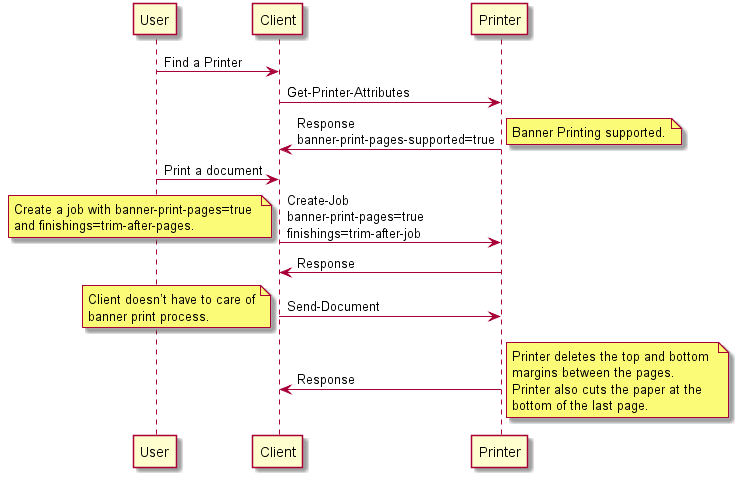 User
Client
Printer
Find a Printer
Get-Printer-Attributes
Response
banner-print-pages-supported=true
Banner Printing supported.
Print a document
Create a job with banner-print-pages=true
and finishings=trim-after-pages.
Create-Job
banner-print-pages=true
finishings=trim-after-job
Response
Client doesn't have to care of
banner print process.
Send-Document
Printer deletes the top and bottom
margins between the pages.
Printer also cuts the paper at the
bottom of the last page.
Response
User
Client
Printer